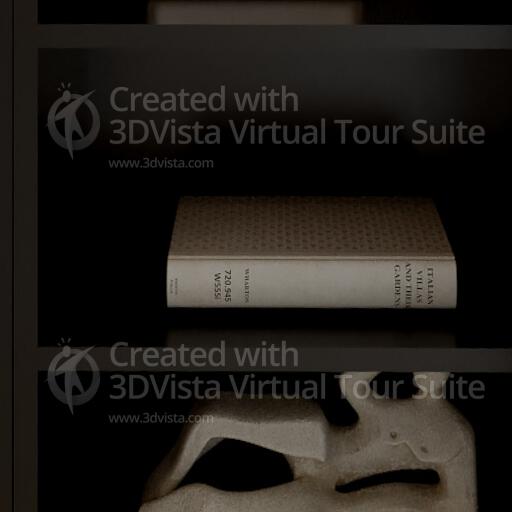 Created with
3DVista Virtual Tour Suite
www.3dvista.com
ITALIAN
VILLAS
AND THEIR
GARDENS
WHARTON
720.945
W555I
Created with
3DVista Virtual Tour Suite
www.3dvista.com